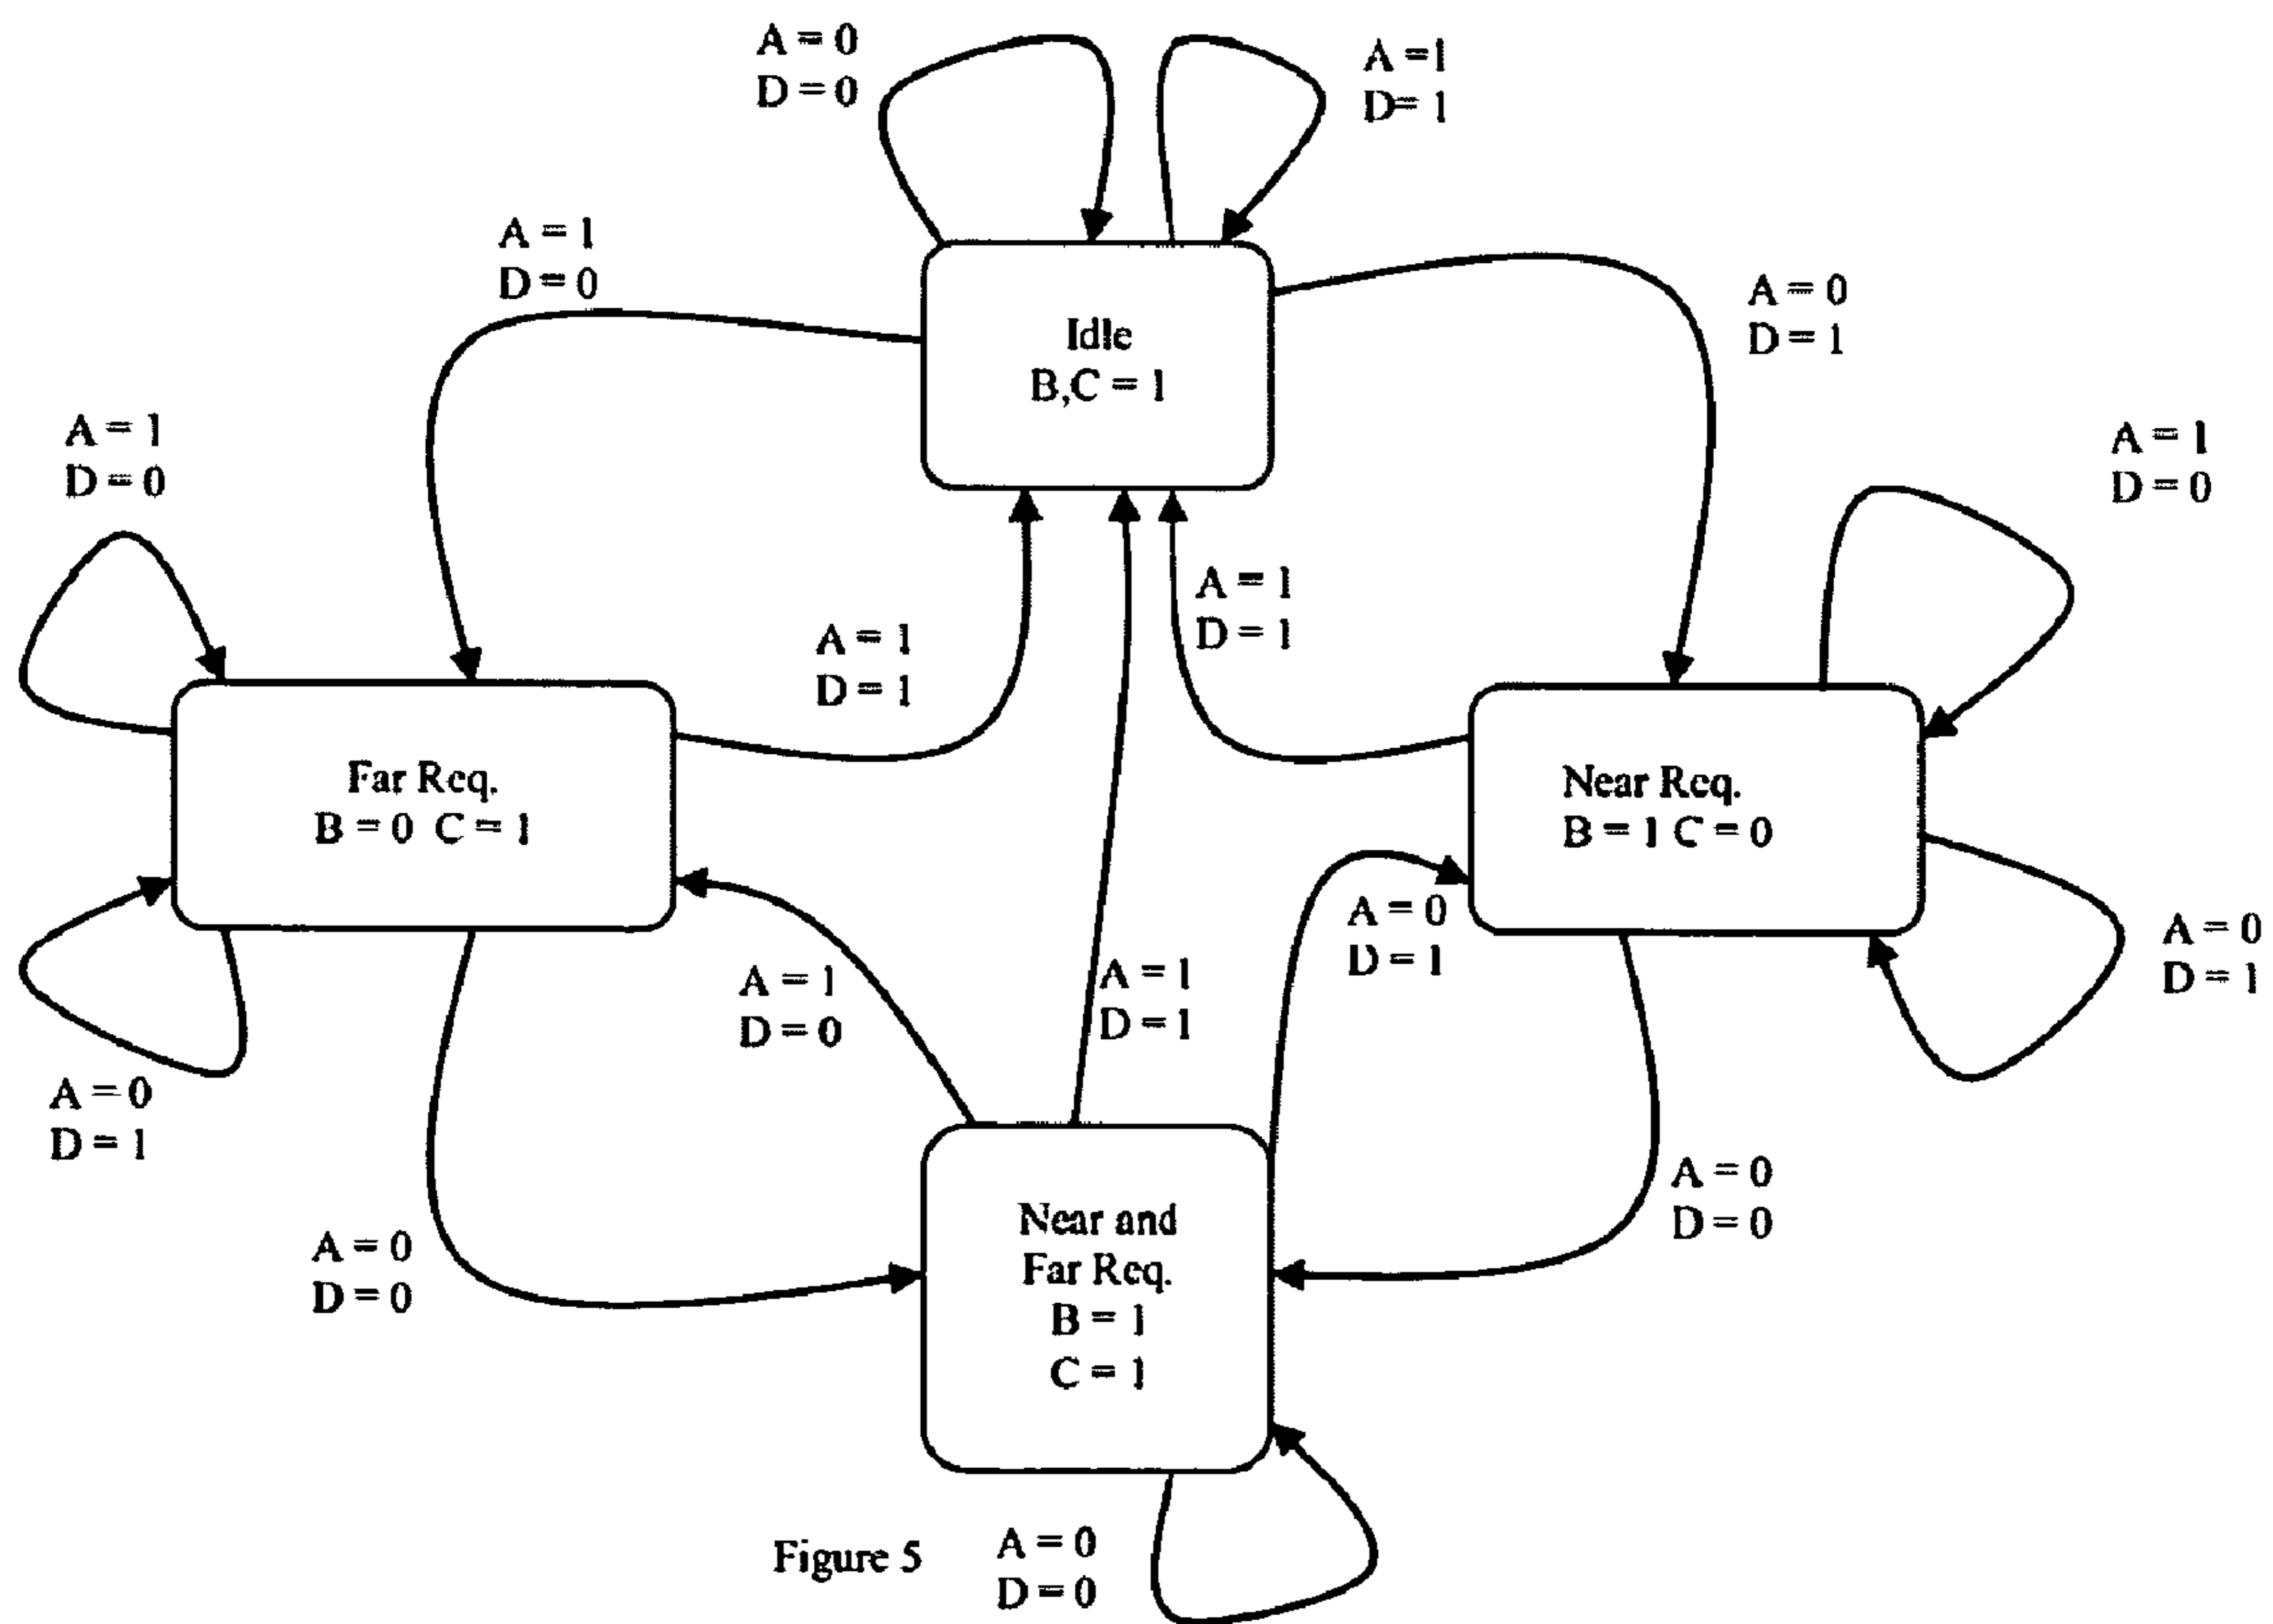 A = 0
D = 0
A =1
D= 1
A = 1
D = 0
A = 0
D = 1
Idle
B,C = 1
A = 1
D = 0
A = 1
D = 0
A = 1
D = 1
A = 1
D = 1
Far Req.
B = 0 C = 1
Near Req.
B = 1 C = 0
A = 0
D = 1
A = 0
D = 1
A = 1
D = 0
A = 1
D = 1
A = 0
D = 1
A = 0
D = 0
A = 0
D = 0
Near and
Far Req.
B = 1
C = 1
Figure 5
A = 0
D = 0